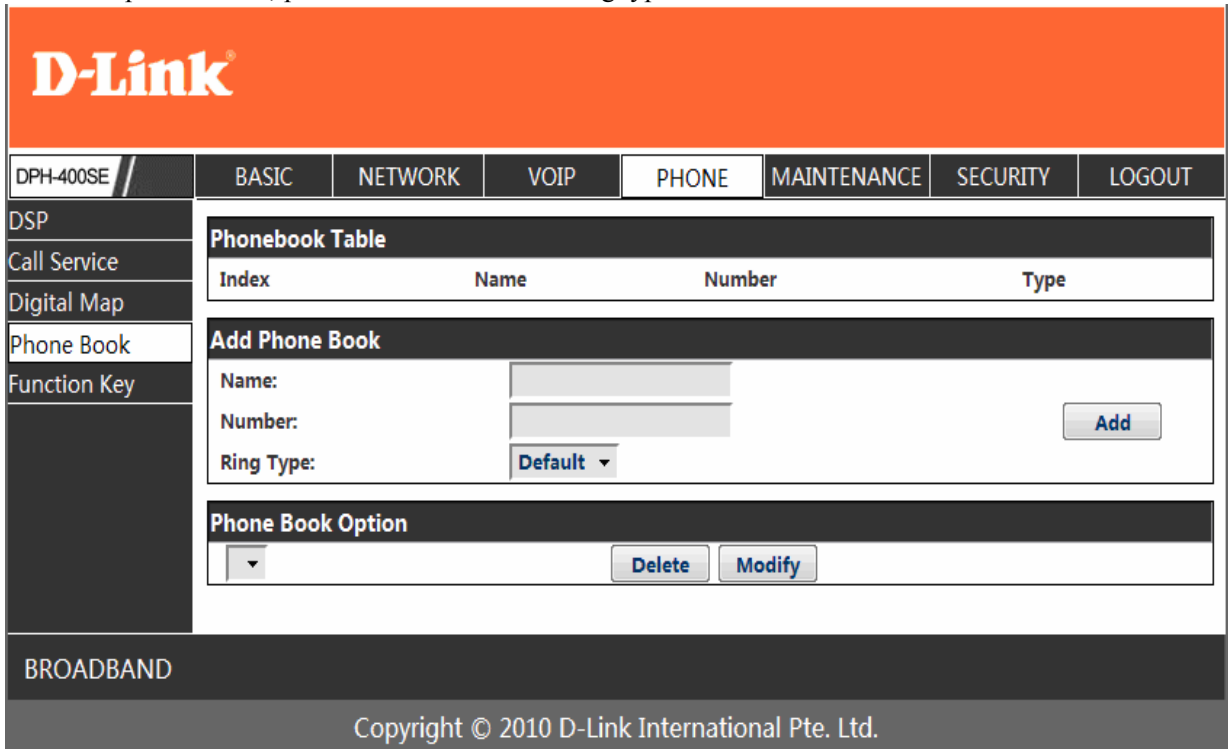 D-Link®
DPH-400SE BASIC NETWORK VOIP PHONE MAINTENANCE SECURITY LOGOUT
DSP
Call Service
Digital Map
Phone Book
Function Key
Phonebook Table
Index Name Number Type
Add Phone Book
Name:
Number: Add
Ring Type: Default
Phone Book Option
Delete Modify
BROADBAND
Copyright © 2010 D-Link International Pte. Ltd.